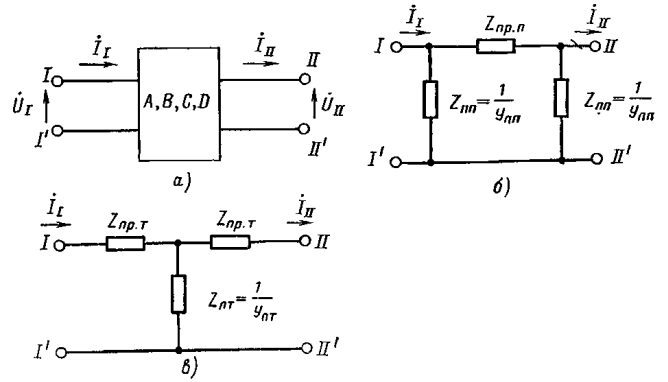 İ_I
İ_II
I
II
U̇_I
A, B, C, D
U̇_II
I'
II'
а)
İ_I
Z_пр.п
İ_II
I
II
Z_пп = 1/y_пп
Z_пп = 1/y_пп
I'
II'
б)
İ_I
Z_пр.т
Z_пр.т
İ_II
I
II
Z_пт = 1/y_пт
I'
II'
в)